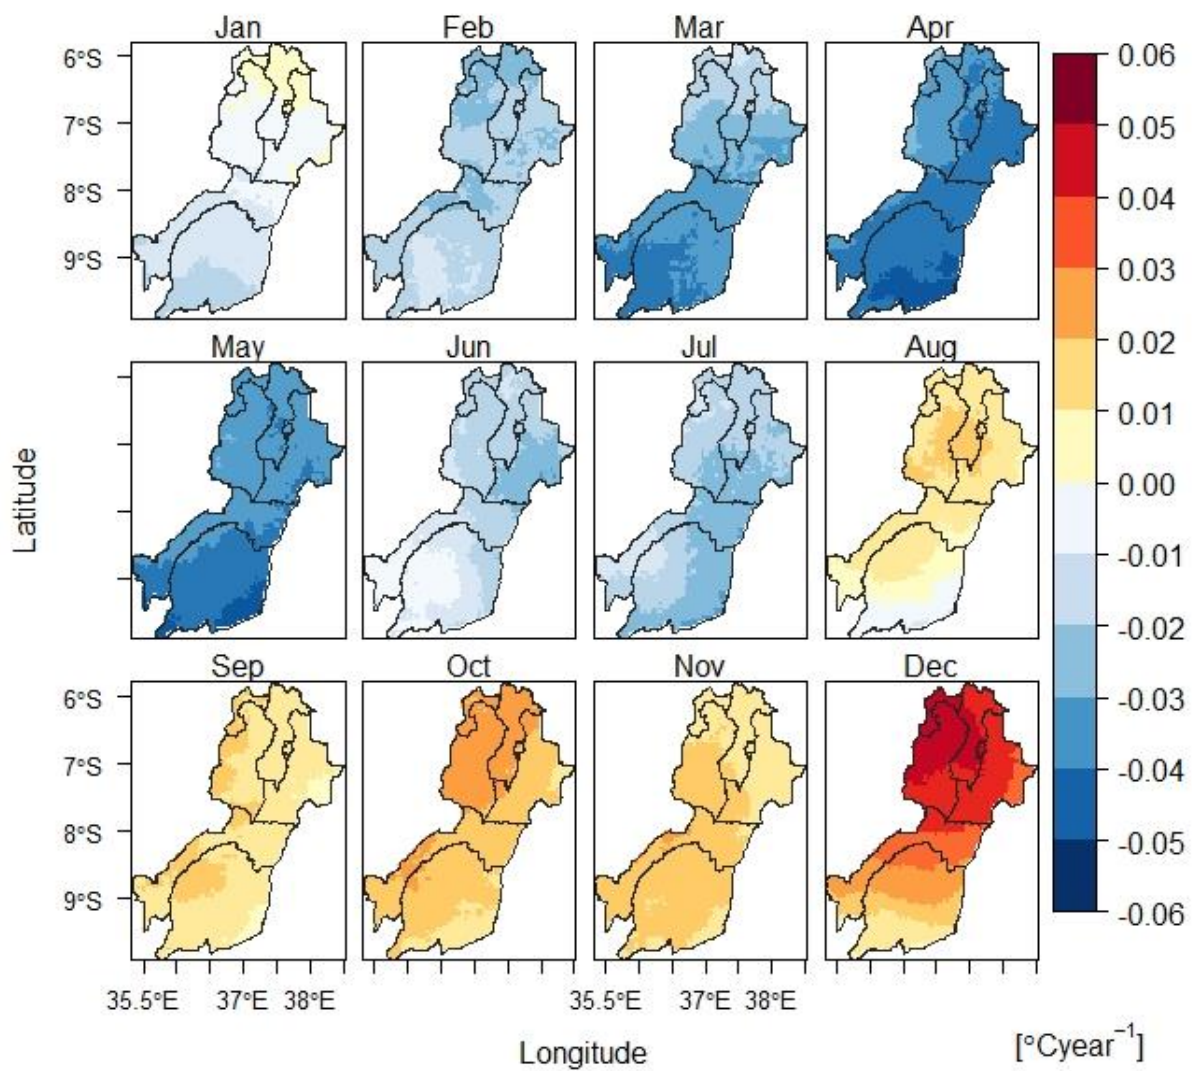 Jan Feb Mar Apr
6°S
7°S
8°S
9°S
May Jun Jul Aug
Sep Oct Nov Dec
6°S
7°S
8°S
9°S
35.5°E 37°E 38°E 35.5°E 37°E 38°E
Latitude
Longitude
0.06
0.05
0.04
0.03
0.02
0.01
0.00
-0.01
-0.02
-0.03
-0.04
-0.05
-0.06
[°Cyear⁻¹]